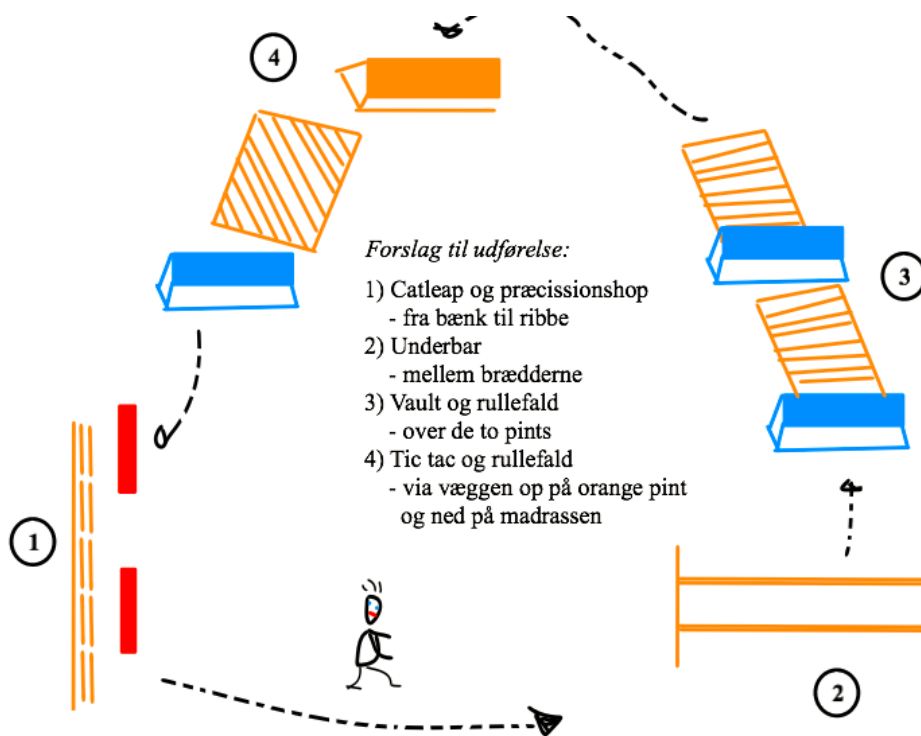 4
Forslag til udførelse:
1) Catleap og præcissionshop
- fra bænk til ribbe
2) Underbar
- mellem brædderne
3) Vault og rullefald
- over de to pints
4) Tic tac og rullefald
- via væggen op på orange pint
og ned på madrassen
3
1
2